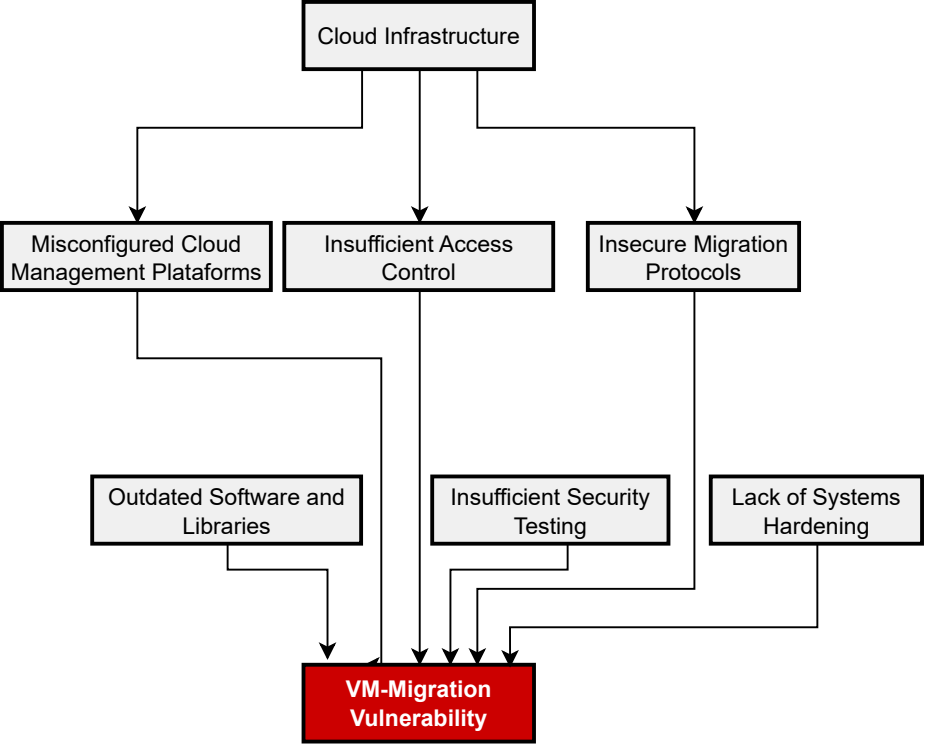 Cloud Infrastructure
Misconfigured Cloud
Management Plataforms
Insufficient Access
Control
Insecure Migration
Protocols
Outdated Software and
Libraries
Insufficient Security
Testing
Lack of Systems
Hardening
VM-Migration
Vulnerability